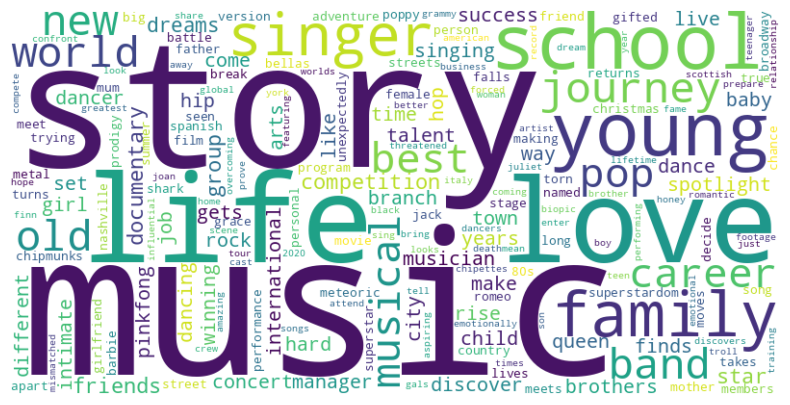 big
share
grammy
version
adventure
poppy
friend
gifted
broadway
teenager
relationship
confront
new
dreams
battle
father
success
live
school
singer
person
world
look
away
come
bellas
singing
streets
business
dream
american
record
year
worlds
true
scottish
prepare
story
compete
mum
break
global
falls
returns
journey
dancer
hip
york
featuring
unexpectedly
hop
female
better
forced
woman
christmas
fame
baby
meet
trying
greatest
prodigy
summer
seen
spanish
film
arts
like
time
talent
threatened
artist
making
young
metal
hope
documentary
group
overcoming
prove
program
best
juliet
lifetime
way
dance
chance
set
joan
shark
life
competition
pop
spotlight
turns
girl
italy
coming
torn
named
brother
romantic
honey
finn
nashville
influential
job
home
scene
gets
grace
personal
branch
black
jack
town
stage
biopic
enter
love
old
chipmunks
rock
tour
cast
movie
sing
bring
dancers
years
long
boy
performing
footage
just
music
international
musician
looks
deathmean
decide
teen
career
different
intimate
girlfriend
barbie
pinkfong
dancing
winning
2020
musical
chipettes
80s
city
make
romeo
family
superstardom
emotional
moves
song
performance
superstar
meteoric
rise
tell
aspiring
queen
finds
discovers
troll
training
mismatched
apart
amazing
crew
songs
attend
hard
emotionally
child
country
son
band
takes
star
friends
street
concert
manager
discover
times
lives
gals
brothers
meets
mother
members